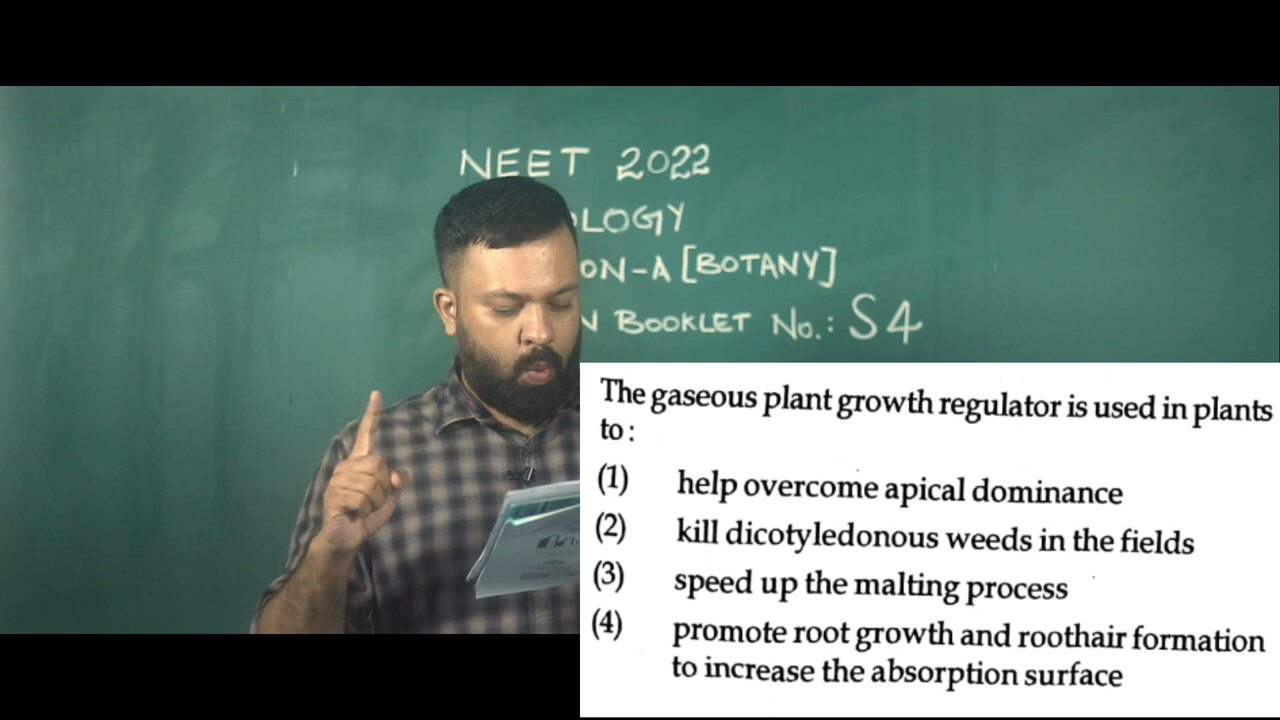 NEET 2022
OLOGY
ON-A [BOTANY]
N BOOKLET No.: S4
The gaseous plant growth regulator is used in plants
to:
(1) help overcome apical dominance
(2) kill dicotyledonous weeds in the fields
(3) speed up the malting process
(4) promote root growth and roothair formation
to increase the absorption surface